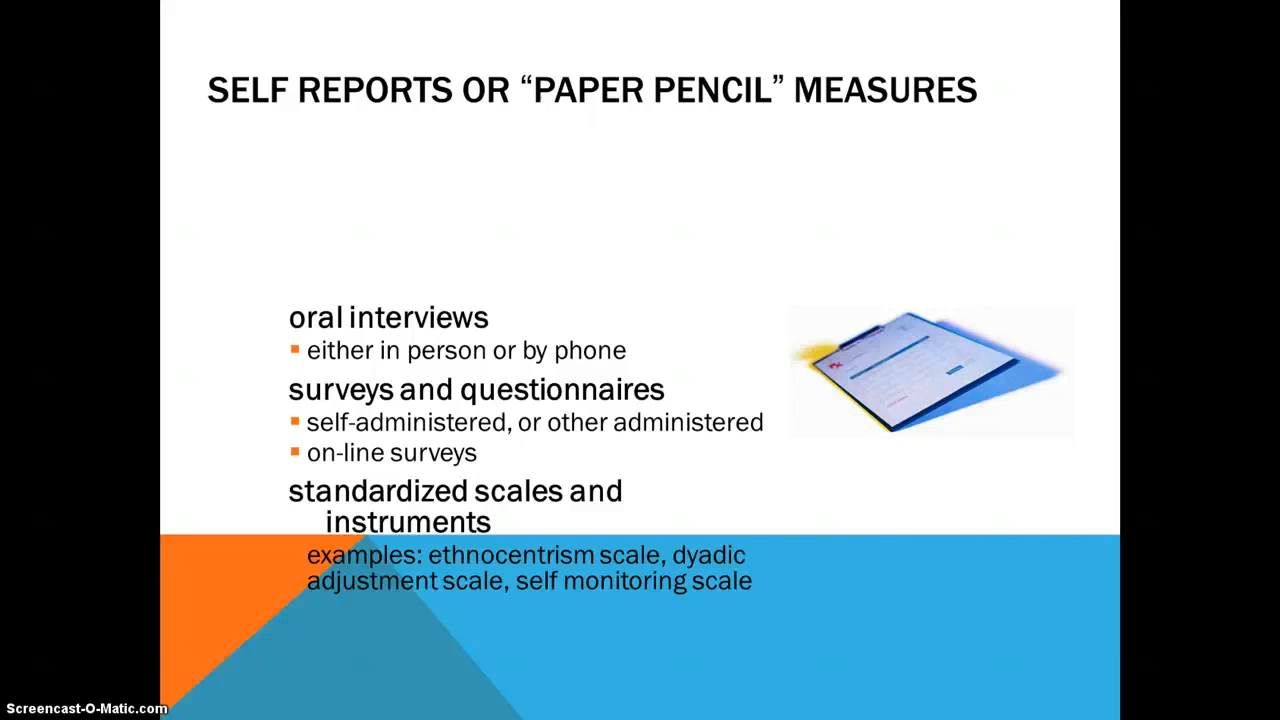 SELF REPORTS OR “PAPER PENCIL” MEASURES
oral interviews
either in person or by phone
surveys and questionnaires
self-administered, or other administered
on-line surveys
standardized scales and
instruments
examples: ethnocentrism scale, dyadic
adjustment scale, self monitoring scale
Screencast-O-Matic.com